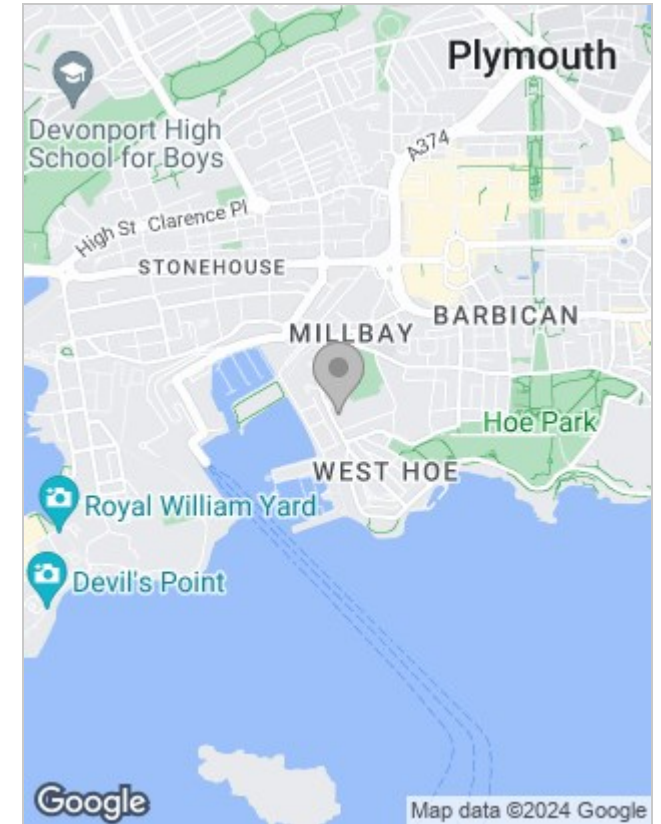 Plymouth
Devonport High
School for Boys
A374
High St
Clarence Pl
STONEHOUSE
BARBICAN
MILLBAY
Hoe Park
WEST HOE
Royal William Yard
Devil's Point
Google
Map data ©2024 Google